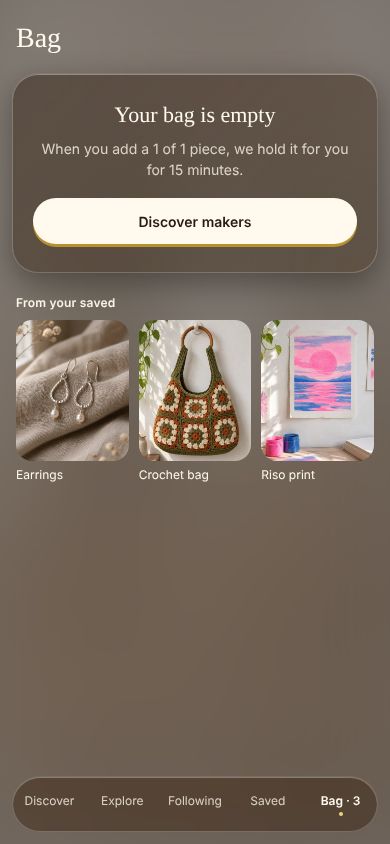 Bag
Your bag is empty
When you add a 1 of 1 piece, we hold it for you
for 15 minutes.
Discover makers
From your saved
Earrings
Crochet bag
Riso print
Discover
Explore
Following
Saved
Bag · 3